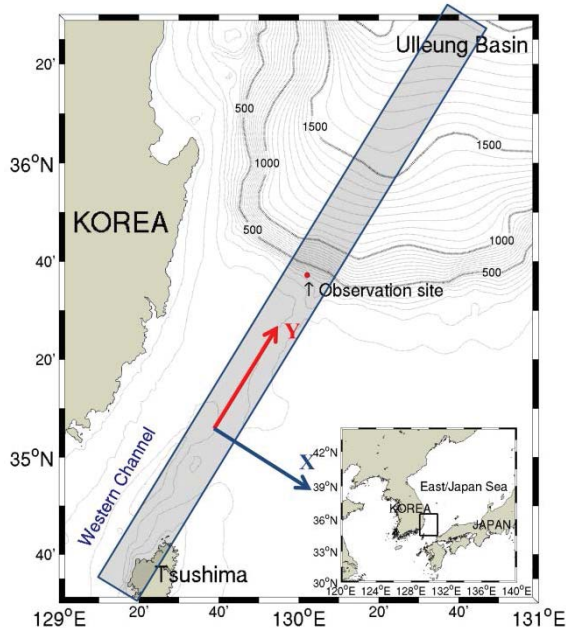 Ulleung Basin
20'
500
1500
1000
1500
36°N
500
KOREA
1000
40'
500
↑ Observation site
20'
Y
X
35°N
Western Channel
42°N
39°N
East/Japan Sea
KOREA
36°N
JAPAN
33°N
40'
Tsushima
30°N
120°E 124°E 128°E 132°E 136°E 140°E
129°E 20' 40' 130°E 20' 40' 131°E